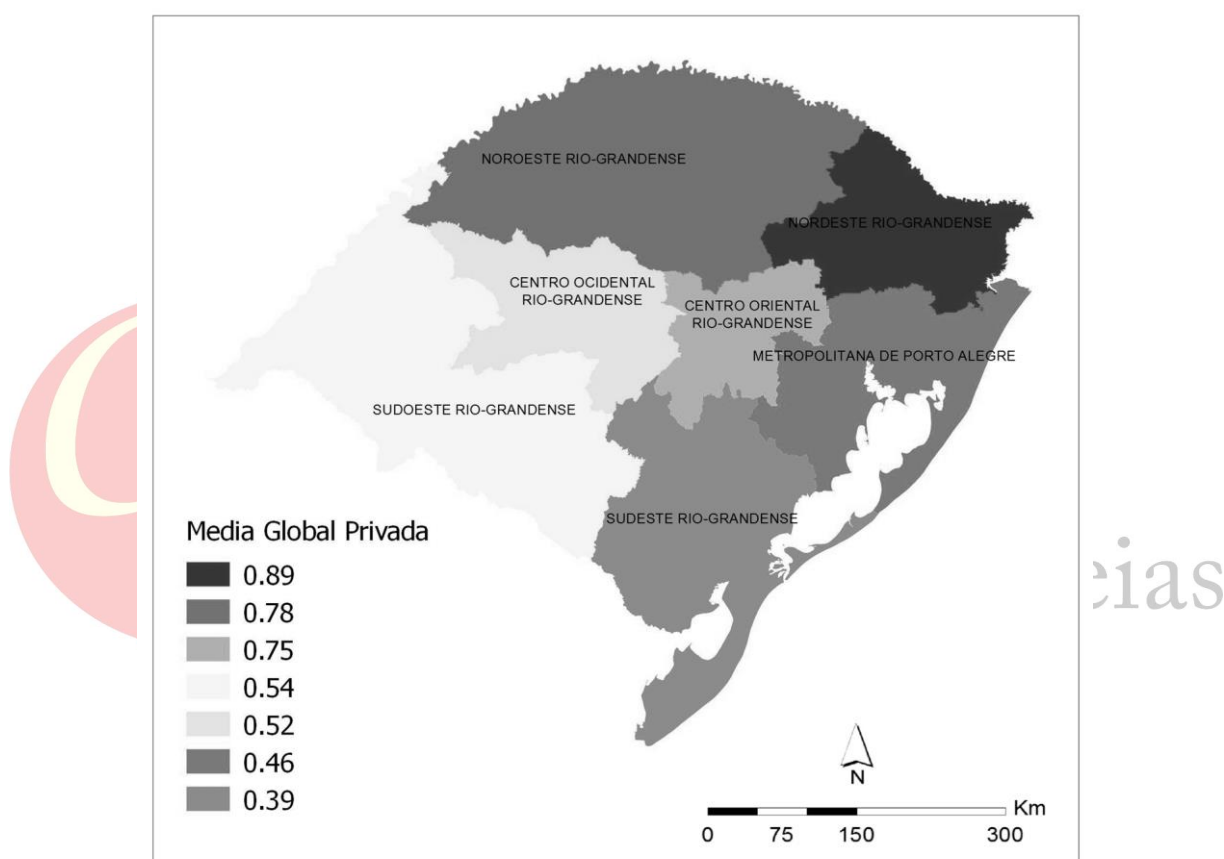 NOROESTE RIO-GRANDENSE
NORDESTE RIO-GRANDENSE
CENTRO OCIDENTAL
RIO-GRANDENSE
CENTRO ORIENTAL
RIO-GRANDENSE
METROPOLITANA DE PORTO ALEGRE
SUDOESTE RIO-GRANDENSE
SUDESTE RIO-GRANDENSE
Media Global Privada
0.89
0.78
0.75
0.54
0.52
0.46
0.39
eias
N
Km
0 75 150 300